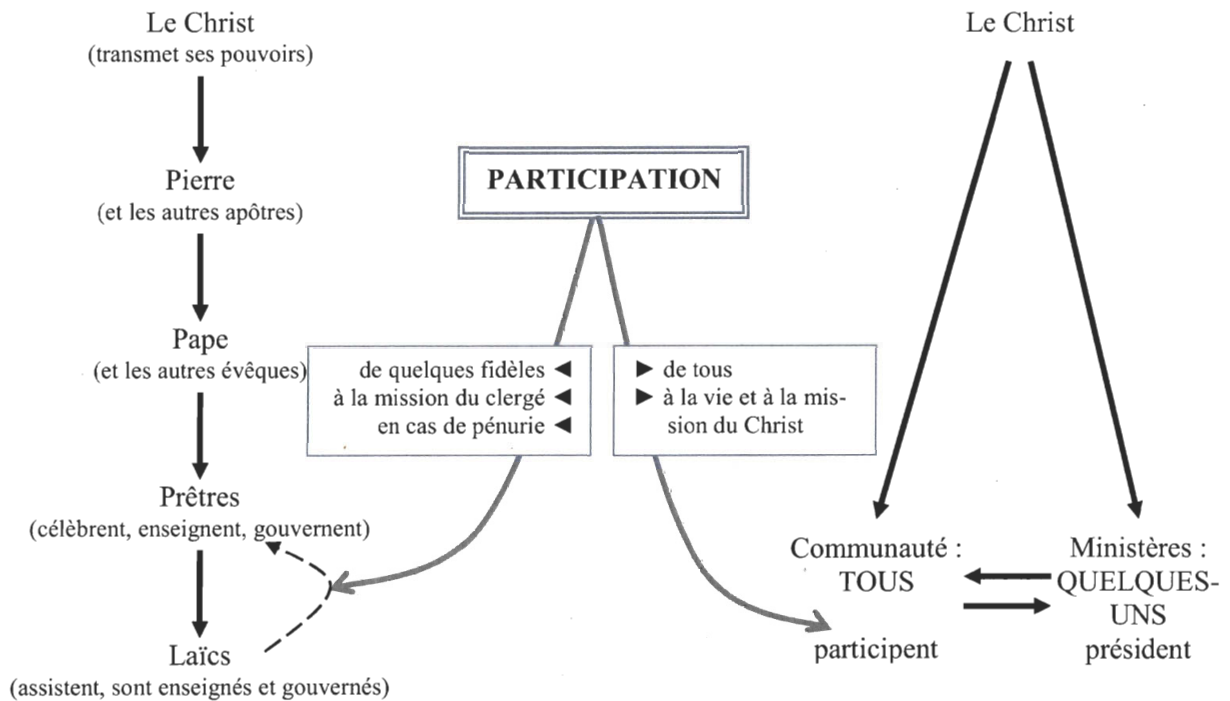 Le Christ
(transmet ses pouvoirs)
Pierre
(et les autres apôtres)
Pape
(et les autres évêques)
Prêtres
(célèbrent, enseignent, gouvernent)
Laïcs
(assistent, sont enseignés et gouvernés)
PARTICIPATION
de quelques fidèles ◄
à la mission du clergé ◄
en cas de pénurie ◄
► de tous
► à la vie et à la mis-
sion du Christ
Le Christ
Communauté :
TOUS
participent
Ministères :
QUELQUES-
UNS
président